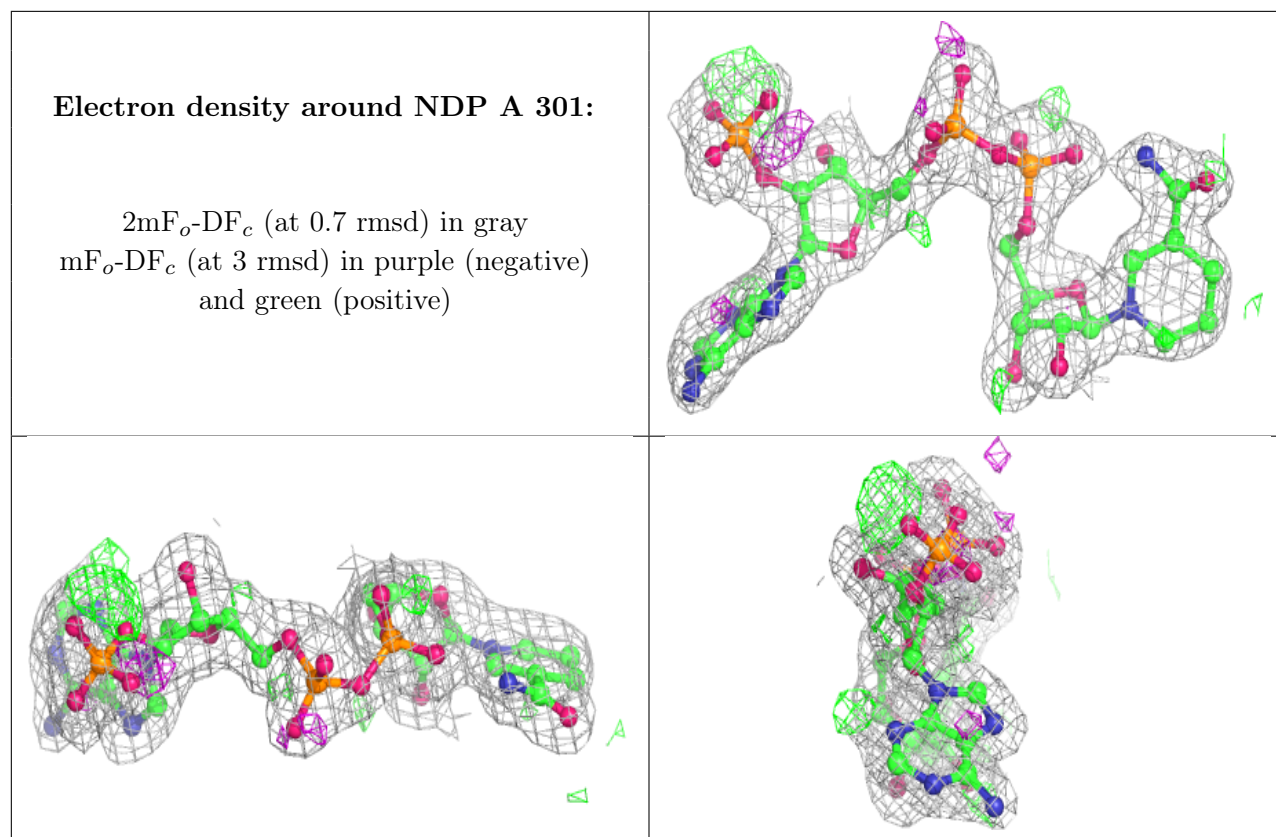 Electron density around NDP A 301:
2mFo-DFc (at 0.7 rmsd) in gray
mFo-DFc (at 3 rmsd) in purple (negative)
and green (positive)